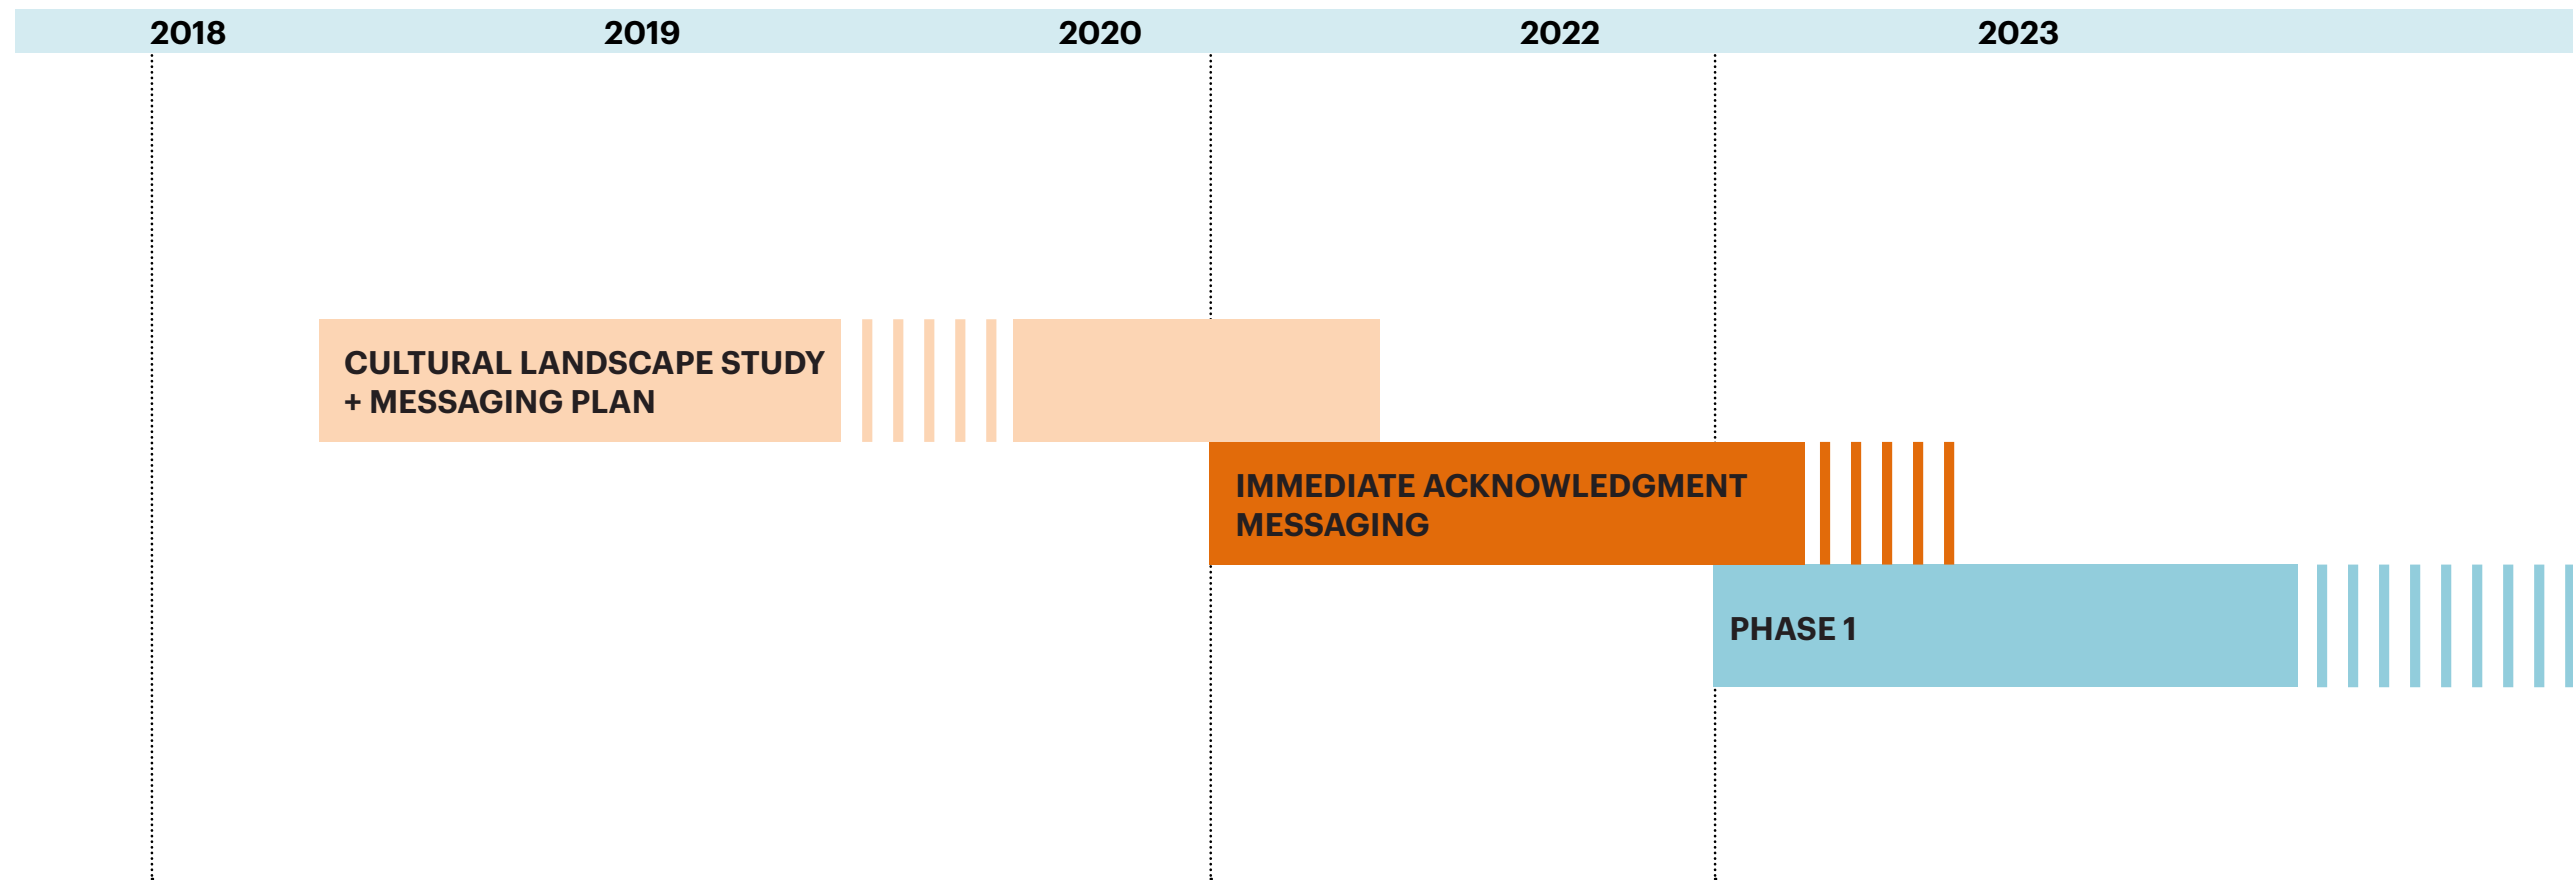 2018 2019 2020 2022 2023
CULTURAL LANDSCAPE STUDY
+ MESSAGING PLAN
IMMEDIATE ACKNOWLEDGMENT
MESSAGING
PHASE 1